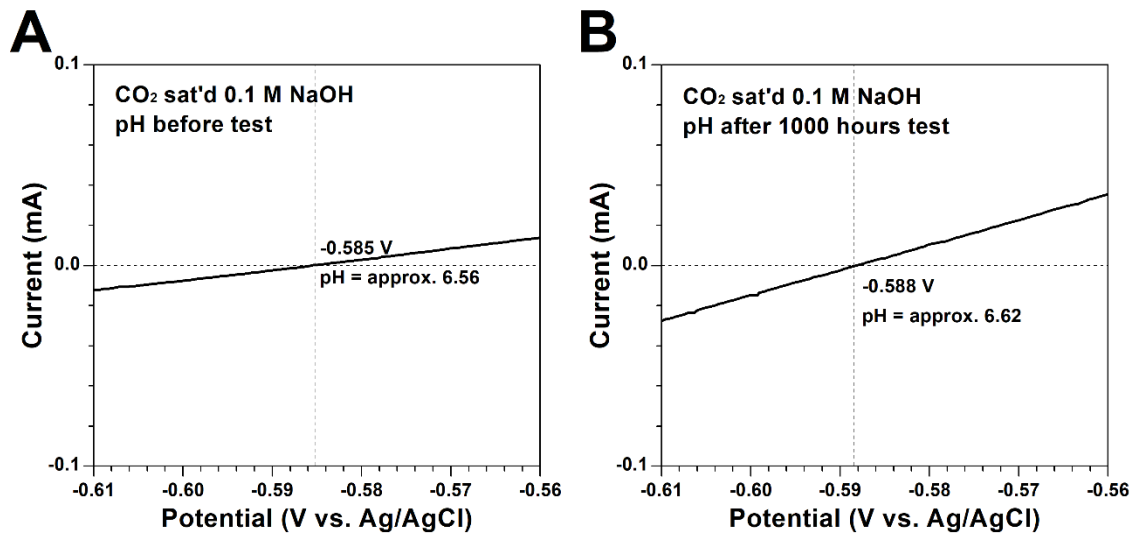 A
0.1
CO₂ sat'd 0.1 M NaOH
pH before test
Current (mA)
0.0
-0.585 V
pH = approx. 6.56
-0.1
-0.61 -0.60 -0.59 -0.58 -0.57 -0.56
Potential (V vs. Ag/AgCl)
B
0.1
CO₂ sat'd 0.1 M NaOH
pH after 1000 hours test
Current (mA)
0.0
-0.588 V
pH = approx. 6.62
-0.1
-0.61 -0.60 -0.59 -0.58 -0.57 -0.56
Potential (V vs. Ag/AgCl)